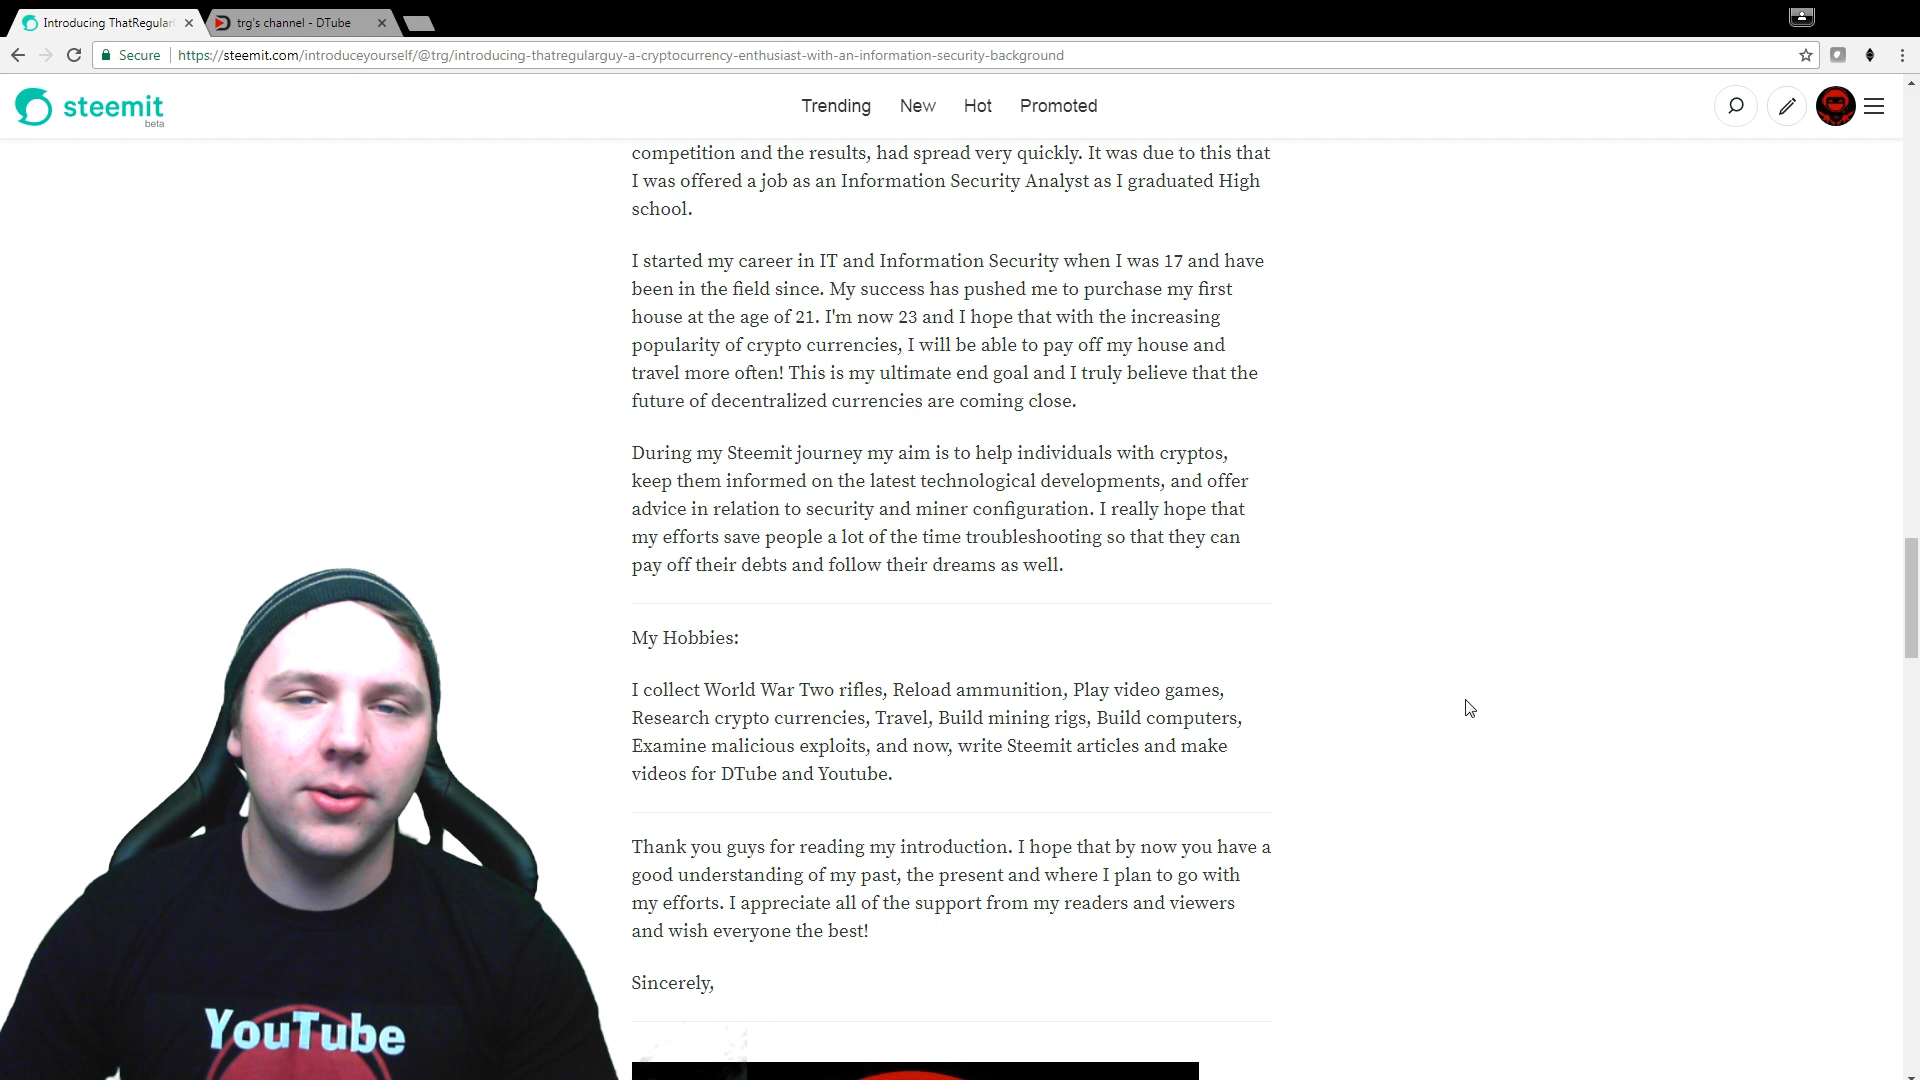 Introducing ThatRegular
trg's channel - DTube
Secure
https://steemit.com/introduceyourself/@trg/introducing-thatregularguy-a-cryptocurrency-enthusiast-with-an-information-security-background
steemit
beta
Trending
New
Hot
Promoted
competition and the results, had spread very quickly. It was due to this that
I was offered a job as an Information Security Analyst as I graduated High
school.
I started my career in IT and Information Security when I was 17 and have
been in the field since. My success has pushed me to purchase my first
house at the age of 21. I'm now 23 and I hope that with the increasing
popularity of crypto currencies, I will be able to pay off my house and
travel more often! This is my ultimate end goal and I truly believe that the
future of decentralized currencies are coming close.
During my Steemit journey my aim is to help individuals with cryptos,
keep them informed on the latest technological developments, and offer
advice in relation to security and miner configuration. I really hope that
my efforts save people a lot of the time troubleshooting so that they can
pay off their debts and follow their dreams as well.
My Hobbies:
I collect World War Two rifles, Reload ammunition, Play video games,
Research crypto currencies, Travel, Build mining rigs, Build computers,
Examine malicious exploits, and now, write Steemit articles and make
videos for DTube and Youtube.
Thank you guys for reading my introduction. I hope that by now you have a
good understanding of my past, the present and where I plan to go with
my efforts. I appreciate all of the support from my readers and viewers
and wish everyone the best!
Sincerely,
YouTube